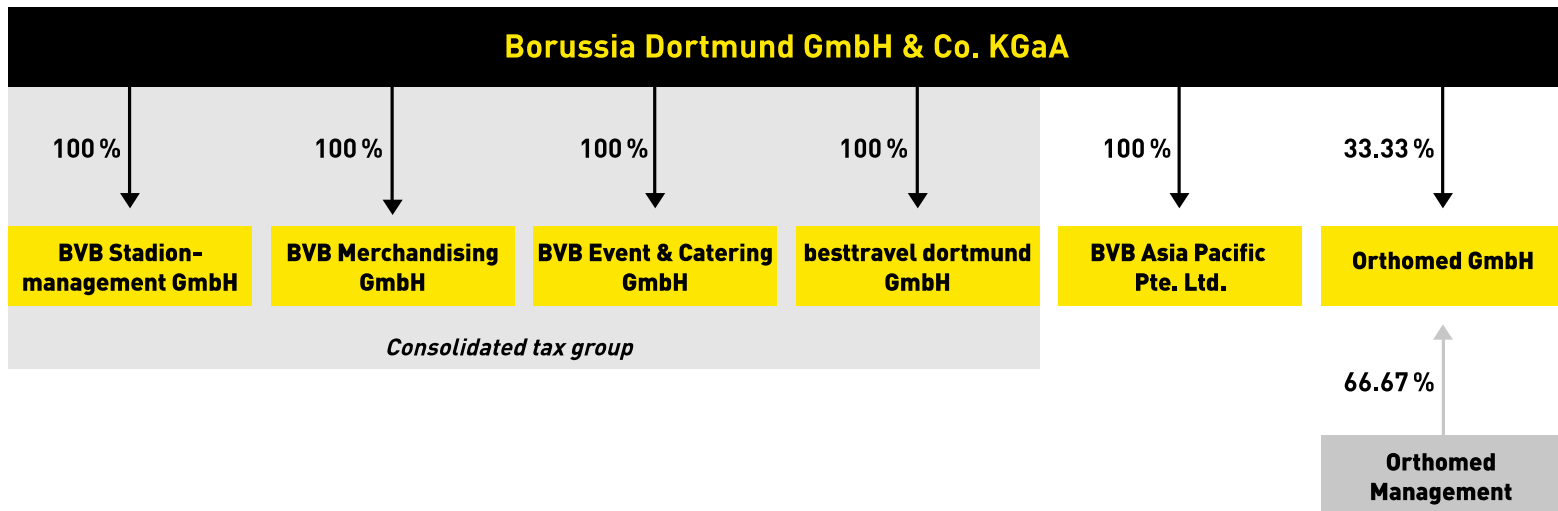 Borussia Dortmund GmbH & Co. KGaA
100 %
100 %
100 %
100 %
100 %
33.33 %
BVB Stadion-
management GmbH
BVB Merchandising
GmbH
BVB Event & Catering
GmbH
besttravel dortmund
GmbH
BVB Asia Pacific
Pte. Ltd.
Orthomed GmbH
Consolidated tax group
66.67 %
Orthomed
Management